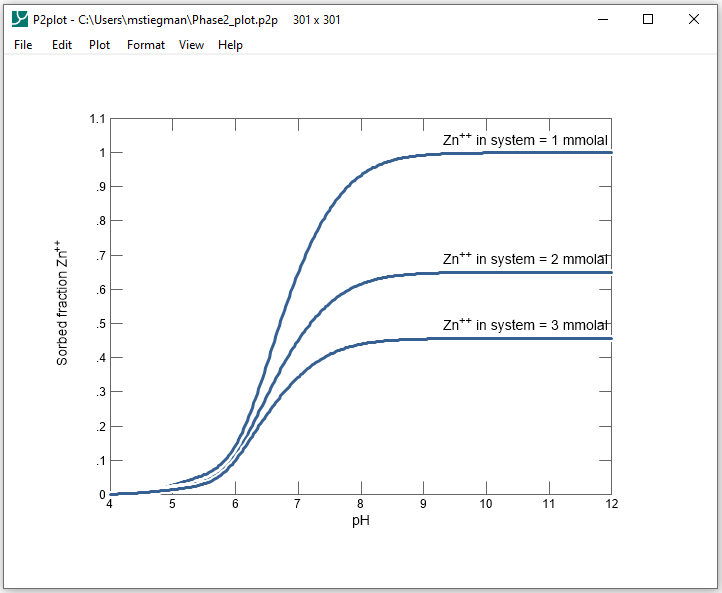 P2plot - C:\Users\mstiegman\Phase2_plot.p2p 301 x 301
File Edit Plot Format View Help
1.1
Zn++ in system = 1 mmolal
1
.9
.8
.7
Zn++ in system = 2 mmolal
.6
.5
Zn++ in system = 3 mmolal
.4
.3
.2
.1
0
Sorbed fraction Zn++
4 5 6 7 8 9 10 11 12
pH